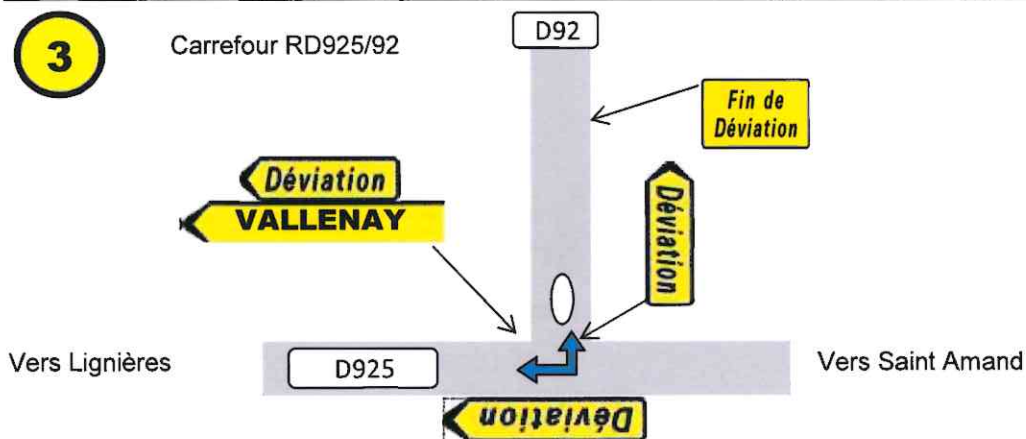 3
Carrefour RD925/92
D92
Fin de
Déviation
Déviation
VALLENAY
Déviation
Vers Lignières
D925
Vers Saint Amand
Déviation